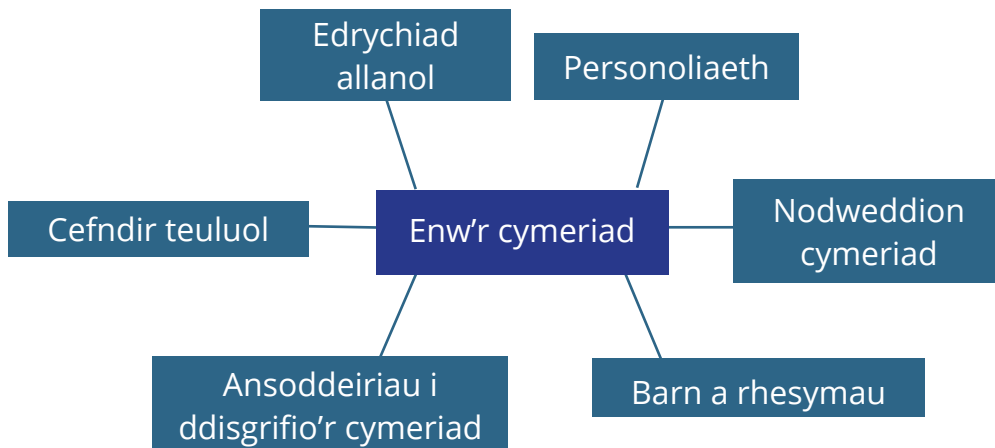 Edrychiad
allanol
Personoliaeth
Cefndir teuluol
Enw’r cymeriad
Nodweddion
cymeriad
Ansoddeiriau i
ddisgrifio’r cymeriad
Barn a rhesymau